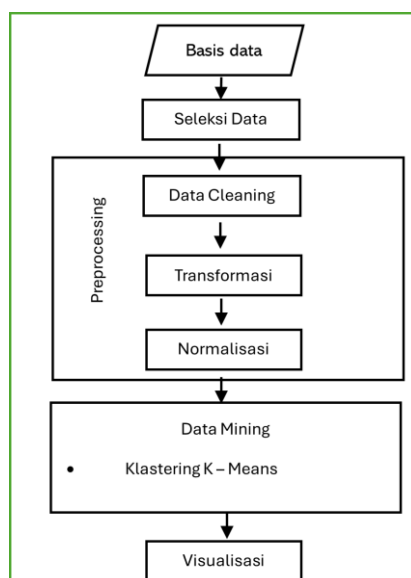 Basis data
Seleksi Data
Preprocessing
Data Cleaning
Transformasi
Normalisasi
Data Mining
• Klastering K – Means
Visualisasi